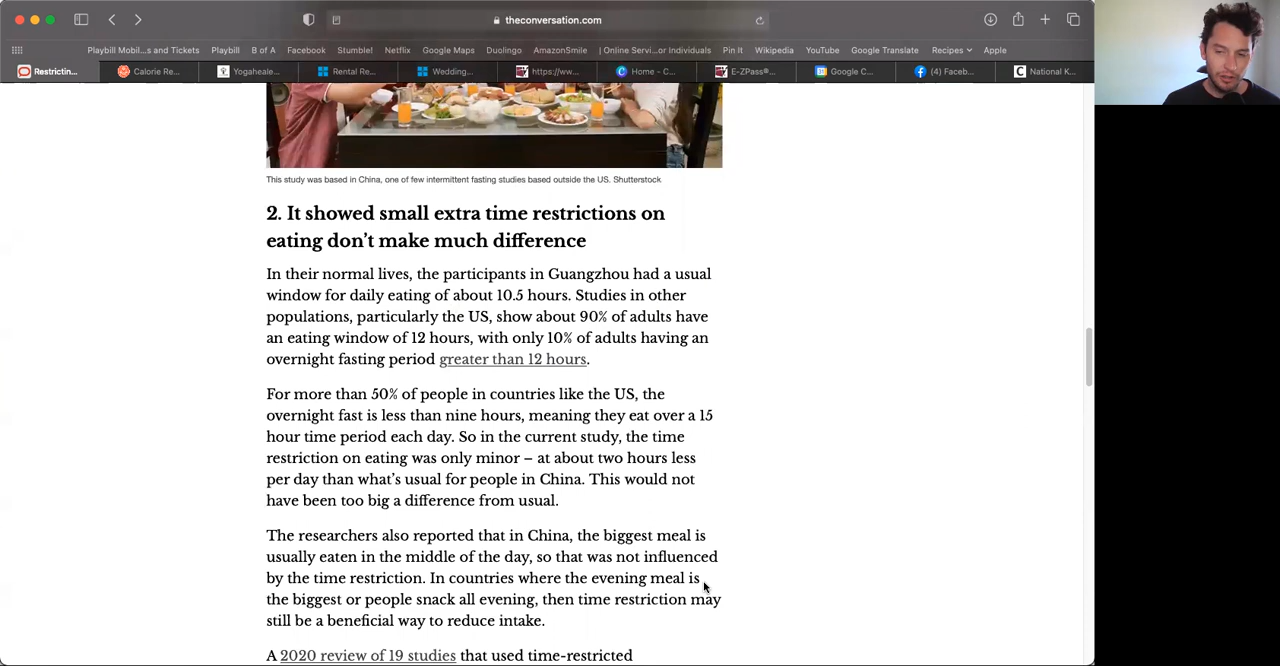 theconversation.com
Playbill Mobil...s and Tickets Playbill B of A Facebook Stumble! Netflix Google Maps Duolingo AmazonSmile | Online Servi...or Individuals Pin It Wikipedia YouTube Google Translate Recipes Apple
Restrictin... Calorie Re... Yogaheale... Rental Re... Wedding... https://ww... Home – C... E-ZPass®... Google C... (4) Faceb... National K...
This study was based in China, one of few intermittent fasting studies based outside the US. Shutterstock
2. It showed small extra time restrictions on
eating don't make much difference
In their normal lives, the participants in Guangzhou had a usual
window for daily eating of about 10.5 hours. Studies in other
populations, particularly the US, show about 90% of adults have
an eating window of 12 hours, with only 10% of adults having an
overnight fasting period greater than 12 hours.
For more than 50% of people in countries like the US, the
overnight fast is less than nine hours, meaning they eat over a 15
hour time period each day. So in the current study, the time
restriction on eating was only minor – at about two hours less
per day than what's usual for people in China. This would not
have been too big a difference from usual.
The researchers also reported that in China, the biggest meal is
usually eaten in the middle of the day, so that was not influenced
by the time restriction. In countries where the evening meal is
the biggest or people snack all evening, then time restriction may
still be a beneficial way to reduce intake.
A 2020 review of 19 studies that used time-restricted